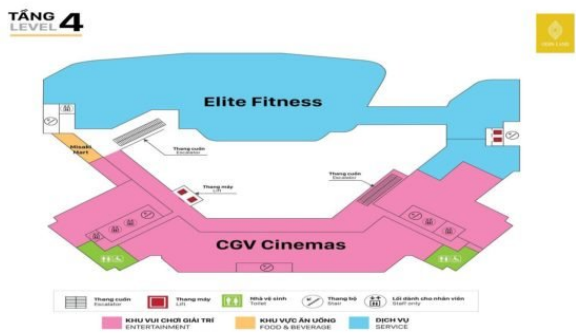 TẦNG 4
LEVEL
Elite Fitness
Misaki
Mart
Thang cuốn
Escalator
Thang máy
Lift
Thang cuốn
Escalator
CGV Cinemas
Thang cuốn
Escalator
Thang máy
Lift
Nhà vệ sinh
Toilet
Thang bộ
Stair
Lối dành cho nhân viên
Staff only
KHU VUI CHƠI GIẢI TRÍ
ENTERTAINMENT
KHU VỰC ĂN UỐNG
FOOD & BEVERAGE
DỊCH VỤ
SERVICE